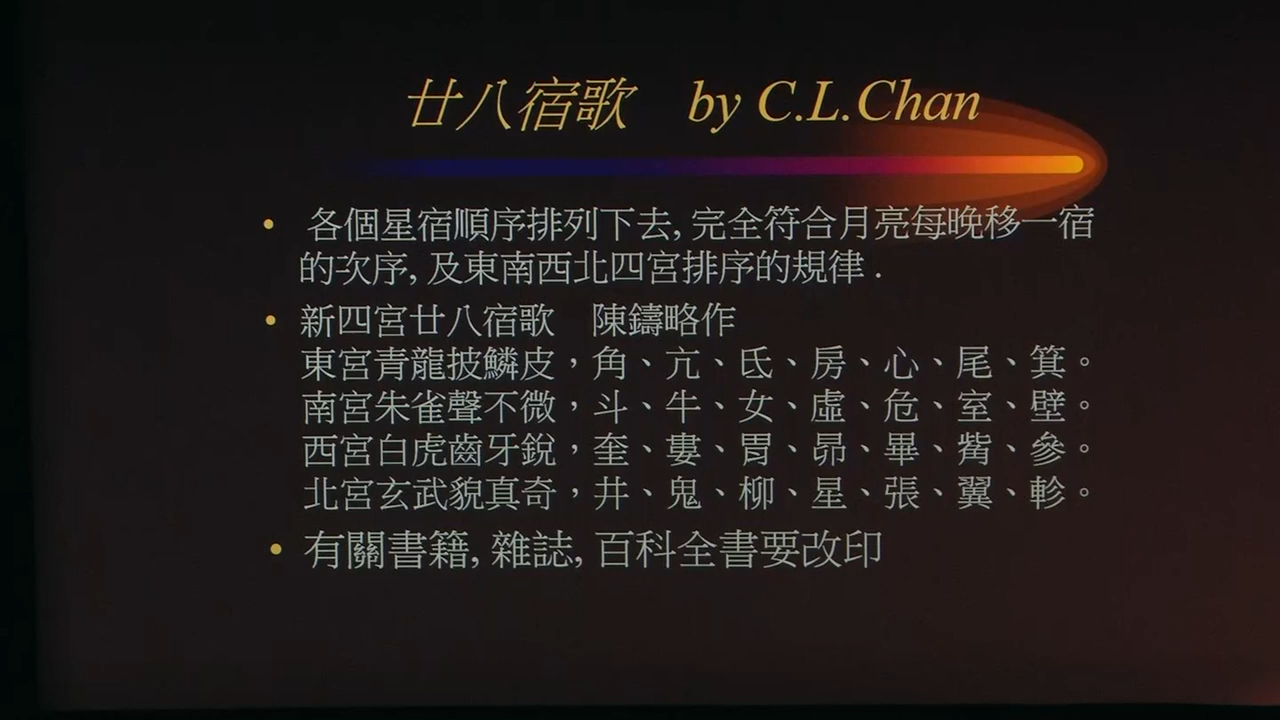 廿八宿歌　by C.L.Chan
• 各個星宿順序排列下去, 完全符合月亮每晚移一宿
的次序, 及東南西北四宮排序的規律 .
• 新四宮廿八宿歌　陳鑄略作
東宮青龍披鱗皮，角、亢、氐、房、心、尾、箕。
南宮朱雀聲不微，斗、牛、女、虛、危、室、壁。
西宮白虎齒牙銳，奎、婁、胃、昴、畢、觜、參。
北宮玄武貌真奇，井、鬼、柳、星、張、翼、軫。
• 有關書籍, 雜誌, 百科全書要改印